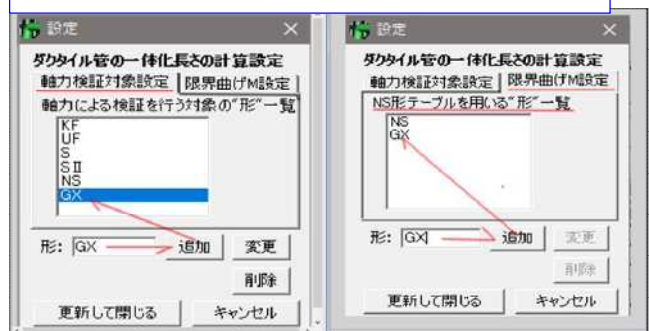 設定
ダクタイル管の一体化長さの計算設定
軸力検証対象設定
限界曲げM設定
軸力による検証を行う対象の"形"一覧
KF
UF
S
SⅡ
NS
GX
形:
GX
追加
変更
削除
更新して閉じる
キャンセル
設定
ダクタイル管の一体化長さの計算設定
軸力検証対象設定
限界曲げM設定
NS形テーブルを用いる"形"一覧
NS
GX
形:
GX
追加
変更
削除
更新して閉じる
キャンセル